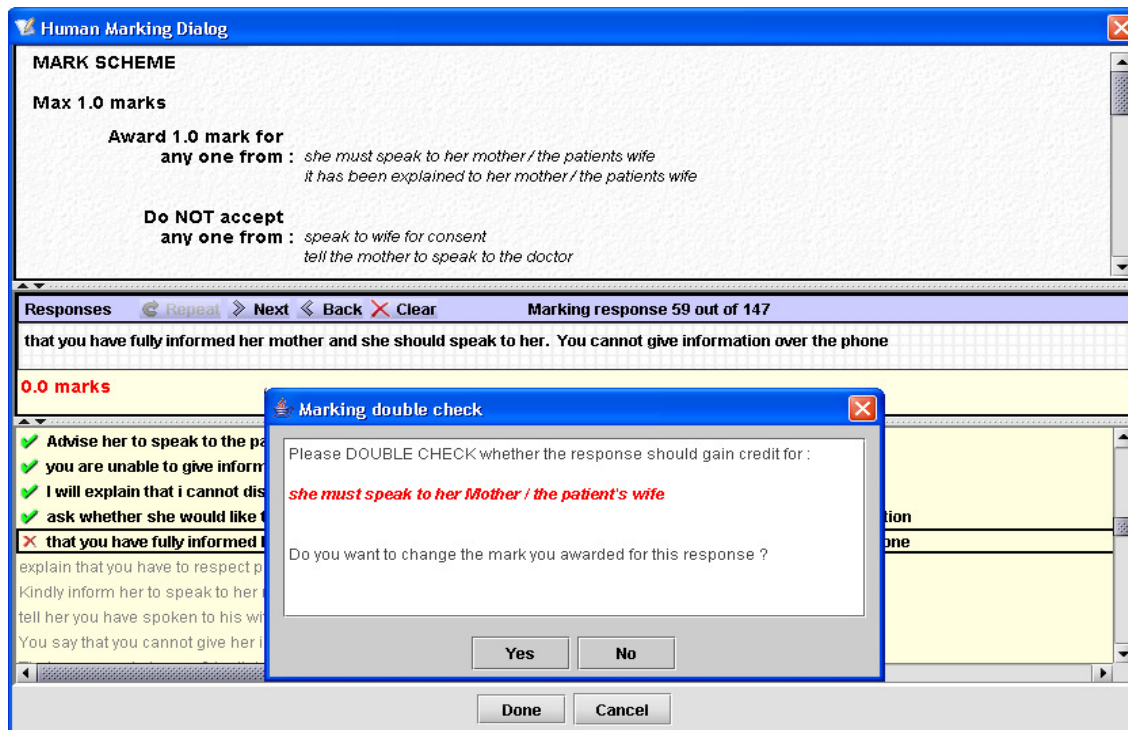 Human Marking Dialog
MARK SCHEME
Max 1.0 marks
Award 1.0 mark for
any one from : she must speak to her mother / the patients wife
it has been explained to her mother / the patients wife
Do NOT accept
any one from : speak to wife for consent
tell the mother to speak to the doctor
Responses Repeat Next Back Clear Marking response 59 out of 147
that you have fully informed her mother and she should speak to her. You cannot give information over the phone
0.0 marks
Marking double check
Please DOUBLE CHECK whether the response should gain credit for :
she must speak to her Mother / the patient's wife
Do you want to change the mark you awarded for this response ?
Yes No
Advise her to speak to the pa
you are unable to give inform
I will explain that i cannot dis
ask whether she would like t tion
that you have fully informed one
explain that you have to respect p
Kindly inform her to speak to her
tell her you have spoken to his wi
You say that you cannot give her i
Done Cancel